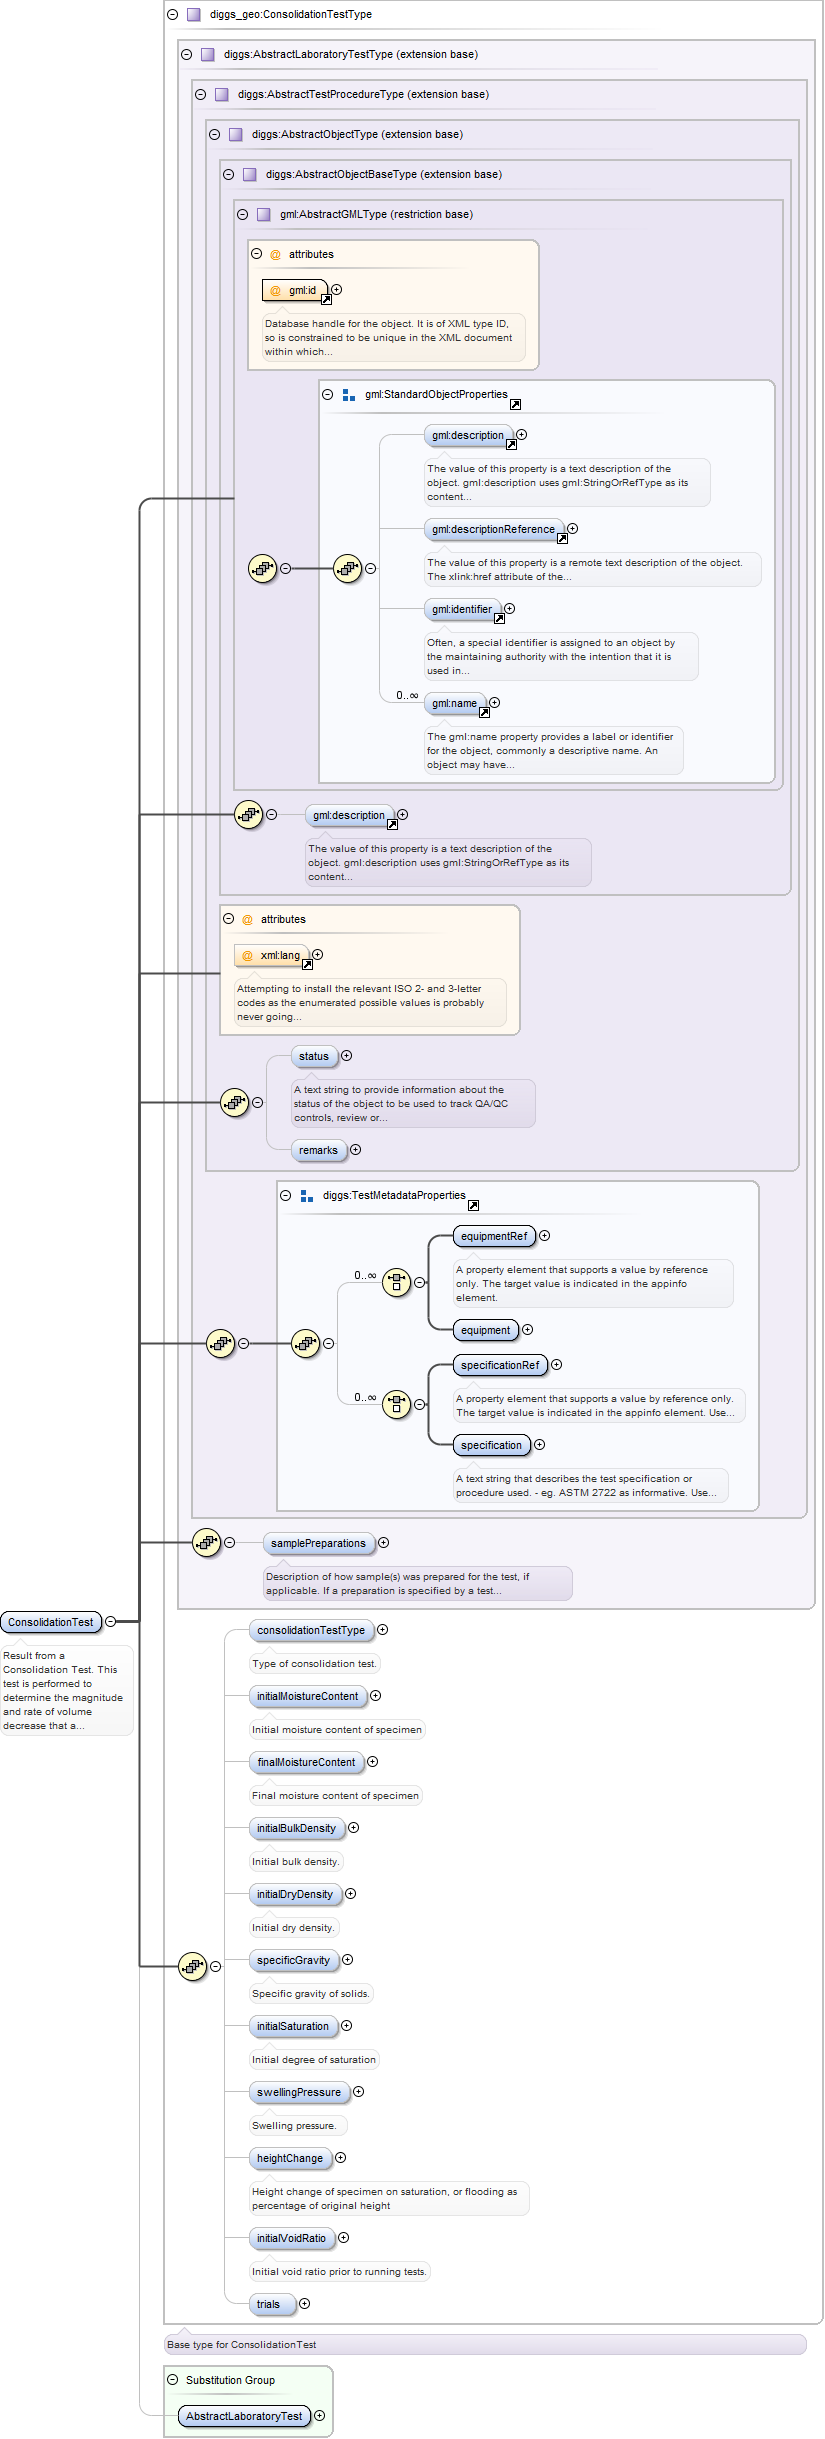 diggs_geo:ConsolidationTestType
diggs:AbstractLaboratoryTestType (extension base)
diggs:AbstractTestProcedureType (extension base)
diggs:AbstractObjectType (extension base)
diggs:AbstractObjectBaseType (extension base)
gml:AbstractGMLType (restriction base)
@ attributes
@ gml:id
Database handle for the object. It is of XML type ID,
so is constrained to be unique in the XML document
within which...
gml:StandardObjectProperties
gml:description
The value of this property is a text description of the
object. gml:description uses gml:StringOrRefType as its
content...
gml:descriptionReference
The value of this property is a remote text description of the object.
The xlink:href attribute of the...
gml:identifier
Often, a special identifier is assigned to an object by
the maintaining authority with the intention that it is
used in...
0..∞
gml:name
The gml:name property provides a label or identifier
for the object, commonly a descriptive name. An
object may have...
gml:description
The value of this property is a text description of the
object. gml:description uses gml:StringOrRefType as its
content...
@ attributes
@ xml:lang
Attempting to install the relevant ISO 2- and 3-letter
codes as the enumerated possible values is probably
never going...
status
A text string to provide information about the
status of the object to be used to track QA/QC
controls, review or...
remarks
diggs:TestMetadataProperties
equipmentRef
0..∞
A property element that supports a value by reference
only. The target value is indicated in the appinfo
element.
equipment
specificationRef
0..∞
A property element that supports a value by reference only.
The target value is indicated in the appinfo element. Use...
specification
A text string that describes the test specification or
procedure used. - eg. ASTM 2722 as informative. Use...
samplePreparations
Description of how sample(s) was prepared for the test, if
applicable. If a preparation is specified by a test...
ConsolidationTest
Result from a
Consolidation Test. This
test is performed to
determine the magnitude
and rate of volume
decrease that a...
consolidationTestType
Type of consolidation test.
initialMoistureContent
Initial moisture content of specimen
finalMoistureContent
Final moisture content of specimen
initialBulkDensity
Initial bulk density.
initialDryDensity
Initial dry density.
specificGravity
Specific gravity of solids.
initialSaturation
Initial degree of saturation
swellingPressure
Swelling pressure.
heightChange
Height change of specimen on saturation, or flooding as
percentage of original height
initialVoidRatio
Initial void ratio prior to running tests.
trials
Base type for ConsolidationTest
Substitution Group
AbstractLaboratoryTest